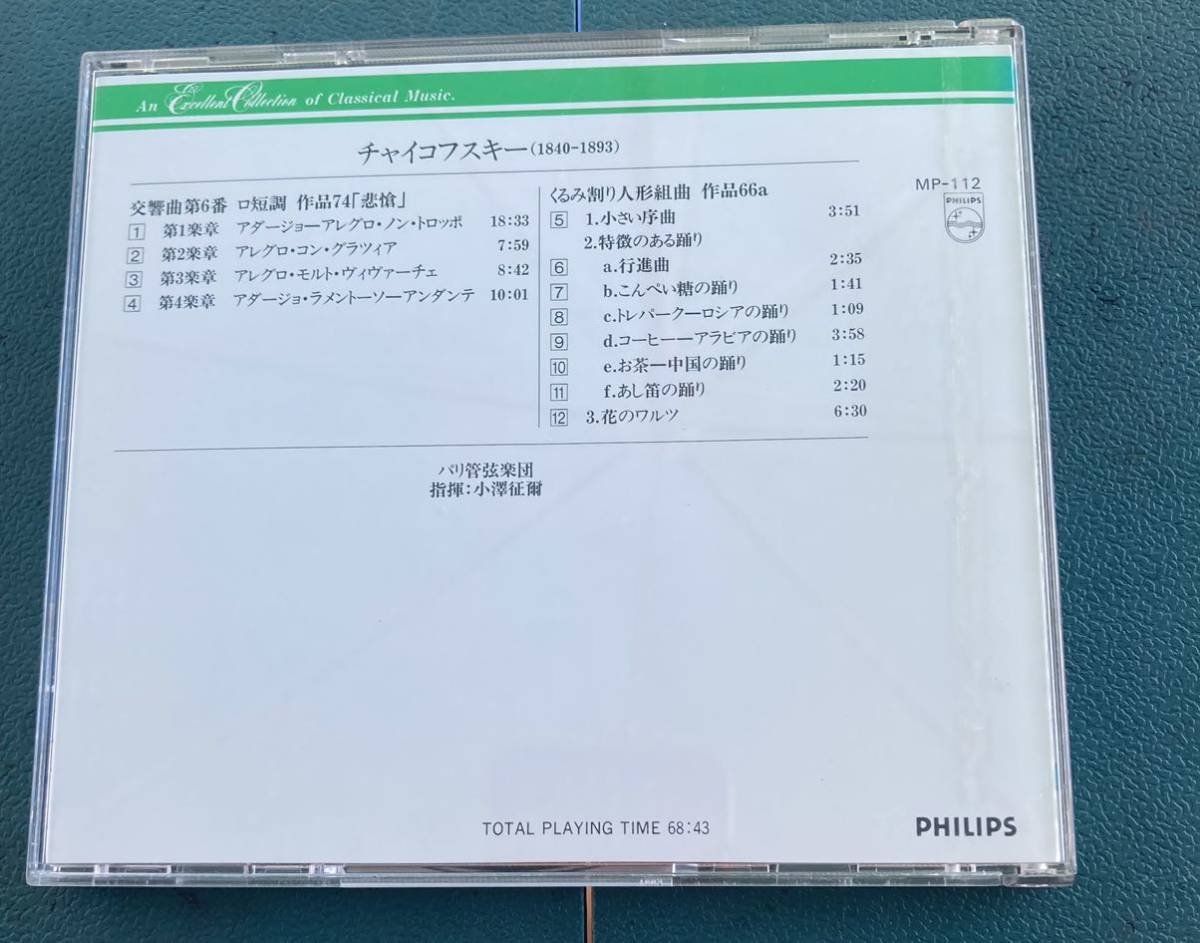 An Excellent Collection of Classical Music.
チャイコフスキー(1840-1893)
交響曲第6番 ロ短調 作品74「悲愴」
1 第1楽章 アダージョーアレグロ・ノン・トロッポ 18:33
2 第2楽章 アレグロ・コン・グラツィア 7:59
3 第3楽章 アレグロ・モルト・ヴィヴァーチェ 8:42
4 第4楽章 アダージョ・ラメントーソーアンダンテ 10:01
くるみ割り人形組曲 作品66a
5 1.小さい序曲 3:51
2.特徴のある踊り
6 a.行進曲 2:35
7 b.こんぺい糖の踊り 1:41
8 c.トレパークーロシアの踊り 1:09
9 d.コーヒーーアラビアの踊り 3:58
10 e.お茶ー中国の踊り 1:15
11 f.あし笛の踊り 2:20
12 3.花のワルツ 6:30
MP-112
PHILIPS
パリ管弦楽団
指揮:小澤征爾
TOTAL PLAYING TIME 68:43
PHILIPS